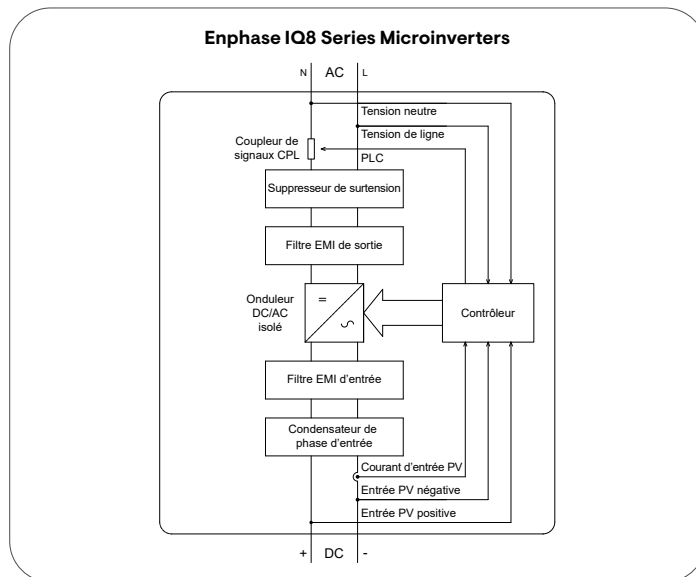 Enphase IQ8 Series Microinverters
N AC L
Tension neutre
Tension de ligne
Coupleur de
signaux CPL
PLC
Suppresseur de surtension
Filtre EMI de sortie
Onduleur
DC/AC
isolé
=
Contrôleur
Filtre EMI d'entrée
Condensateur de
phase d'entrée
Courant d'entrée PV
Entrée PV négative
Entrée PV positive
+ DC -